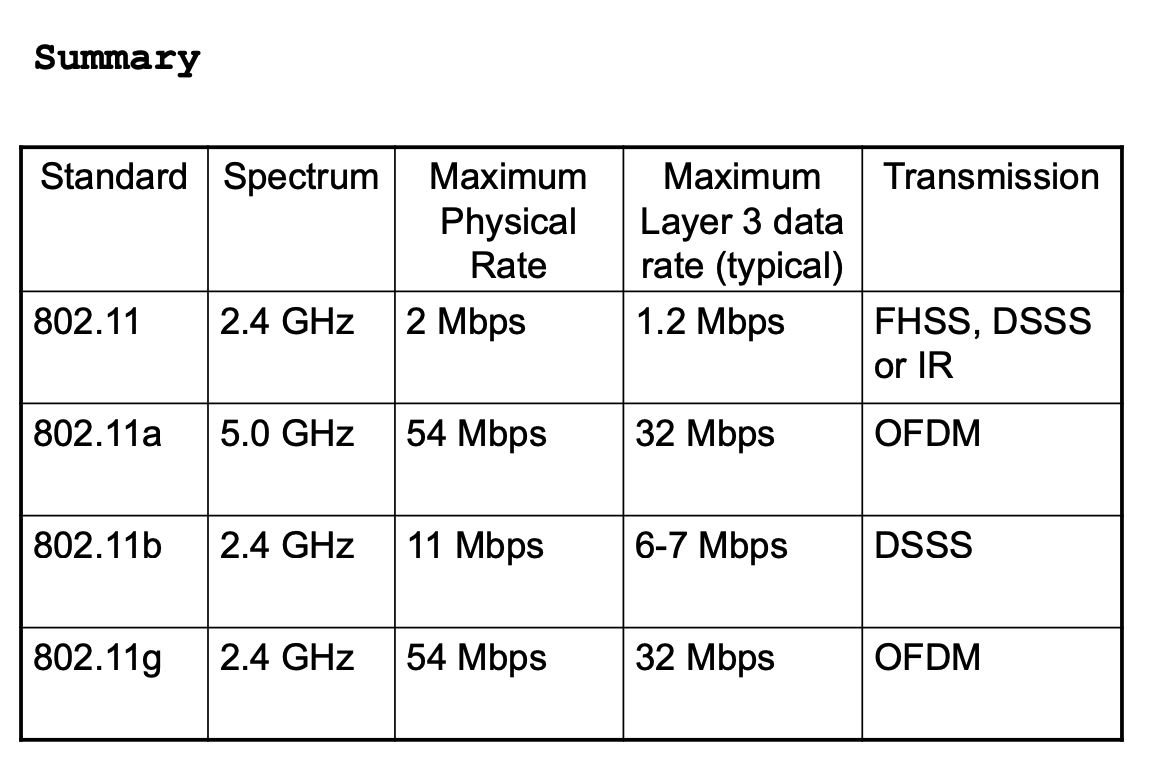 Summary
Standard Spectrum Maximum Physical Rate Maximum Layer 3 data rate (typical) Transmission
802.11 2.4 GHz 2 Mbps 1.2 Mbps FHSS, DSSS or IR
802.11a 5.0 GHz 54 Mbps 32 Mbps OFDM
802.11b 2.4 GHz 11 Mbps 6-7 Mbps DSSS
802.11g 2.4 GHz 54 Mbps 32 Mbps OFDM